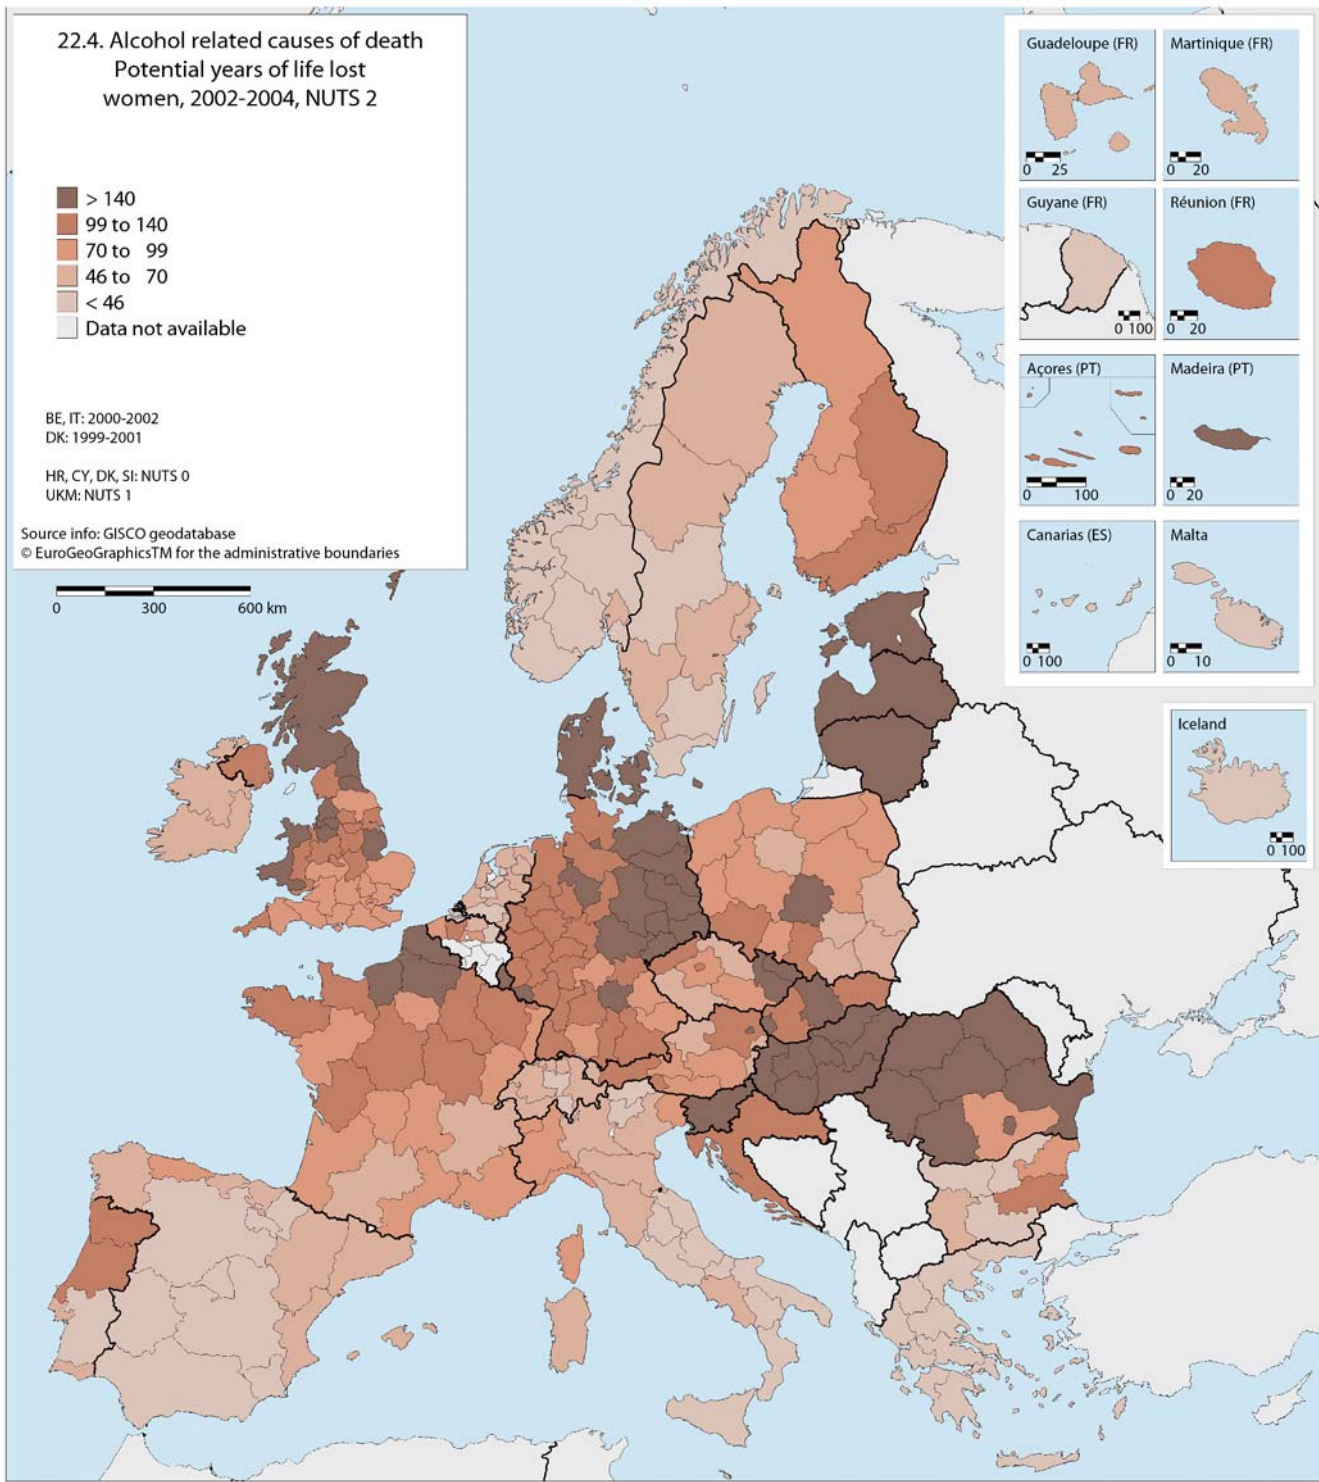 22.4. Alcohol related causes of death
Potential years of life lost
women, 2002-2004, NUTS 2
> 140
99 to 140
70 to 99
46 to 70
< 46
Data not available
BE, IT: 2000-2002
DK: 1999-2001
HR, CY, DK, SI: NUTS 0
UKM: NUTS 1
Source info: GISCO geodatabase
© EuroGeoGraphicsTM for the administrative boundaries
0 300 600 km
Guadeloupe (FR)
0 25
Martinique (FR)
0 20
Guyane (FR)
0 100
Réunion (FR)
0 20
Açores (PT)
0 100
Madeira (PT)
0 20
Canarias (ES)
0 100
Malta
0 10
Iceland
0 100